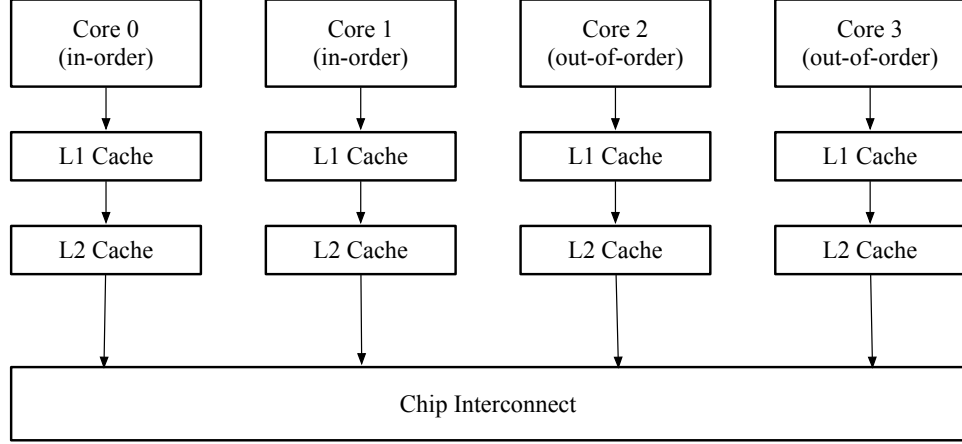 Core 0
(in-order)
Core 1
(in-order)
Core 2
(out-of-order)
Core 3
(out-of-order)
L1 Cache
L1 Cache
L1 Cache
L1 Cache
L2 Cache
L2 Cache
L2 Cache
L2 Cache
Chip Interconnect